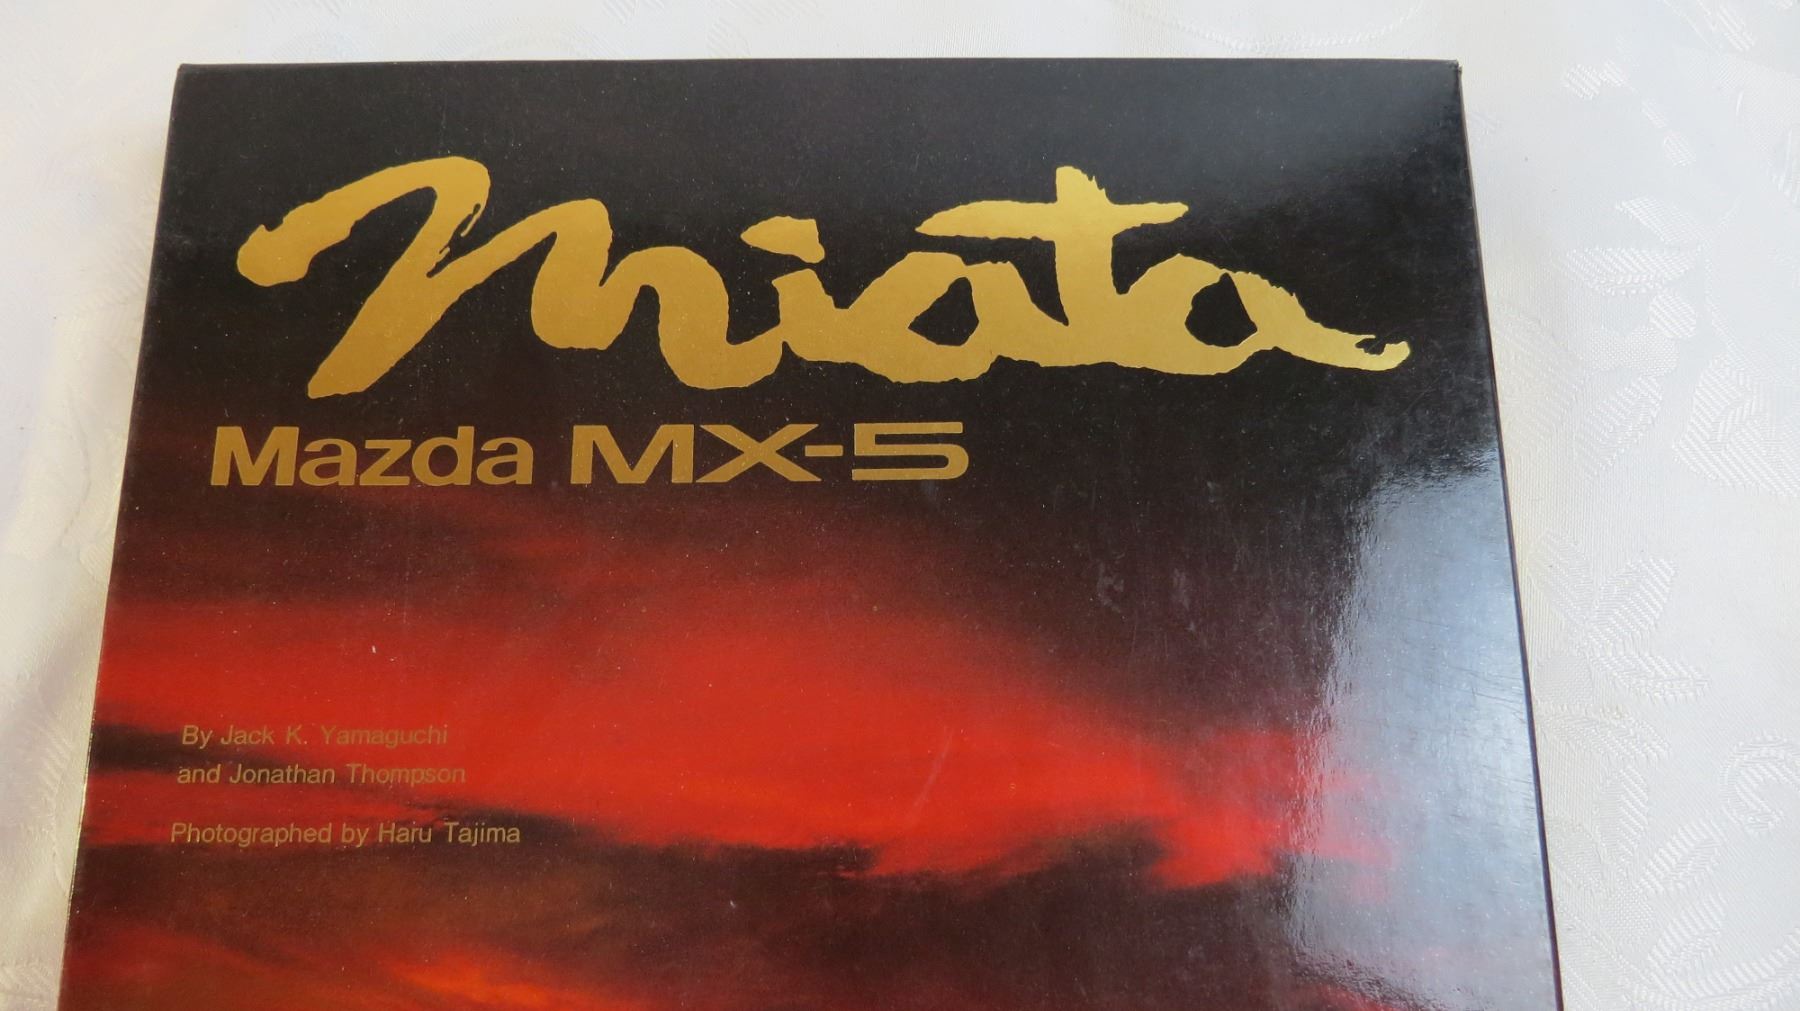 miata
Mazda MX-5
By Jack K. Yamaguchi
and Jonathan Thompson
Photographed by Haru Tajima